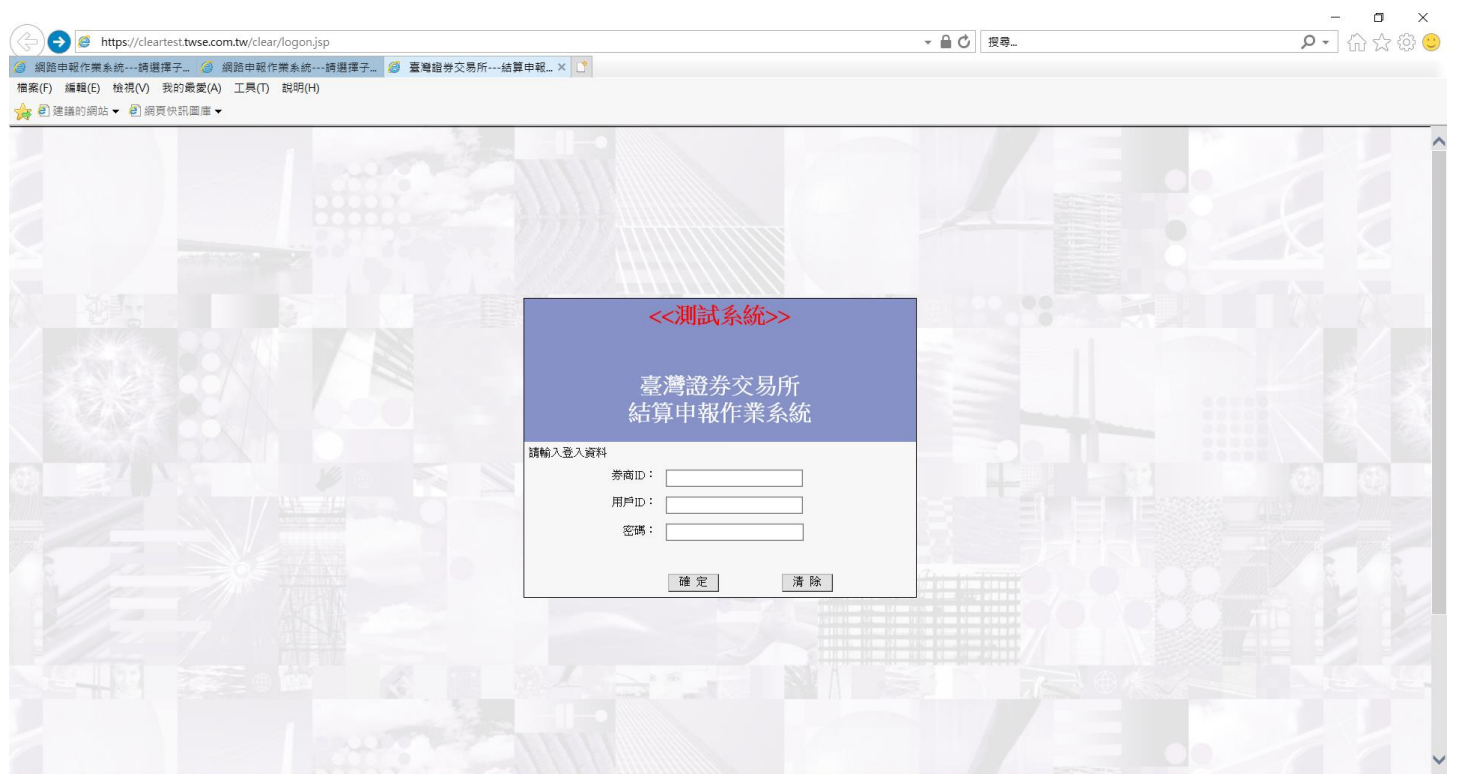 https://cleartest.twse.com.tw/clear/logon.jsp
搜尋...
網路申報作業系統---請選擇子...
網路申報作業系統---請選擇子...
臺灣證券交易所---結算申報...
檔案(F) 編輯(E) 檢視(V) 我的最愛(A) 工具(T) 說明(H)
建議的網站 網頁快訊圖庫
<<測試系統>>
臺灣證券交易所
結算申報作業系統
請輸入登入資料
券商ID：
用戶ID：
密碼：
確 定 清 除